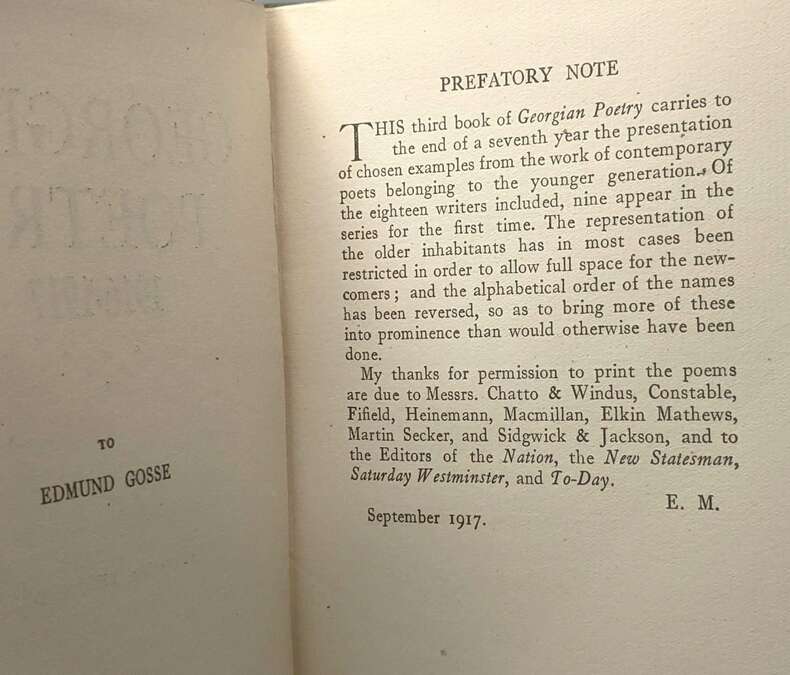 TO
EDMUND GOSSE
PREFATORY NOTE
THIS third book of Georgian Poetry carries to
the end of a seventh year the presentation
of chosen examples from the work of contemporary
poets belonging to the younger generation. Of
the eighteen writers included, nine appear in the
series for the first time. The representation of
the older inhabitants has in most cases been
restricted in order to allow full space for the new-
comers; and the alphabetical order of the names
has been reversed, so as to bring more of these
into prominence than would otherwise have been
done.
My thanks for permission to print the poems
are due to Messrs. Chatto & Windus, Constable,
Fifield, Heinemann, Macmillan, Elkin Mathews,
Martin Secker, and Sidgwick & Jackson, and to
the Editors of the Nation, the New Statesman,
Saturday Westminster, and To-Day.
E. M.
September 1917.